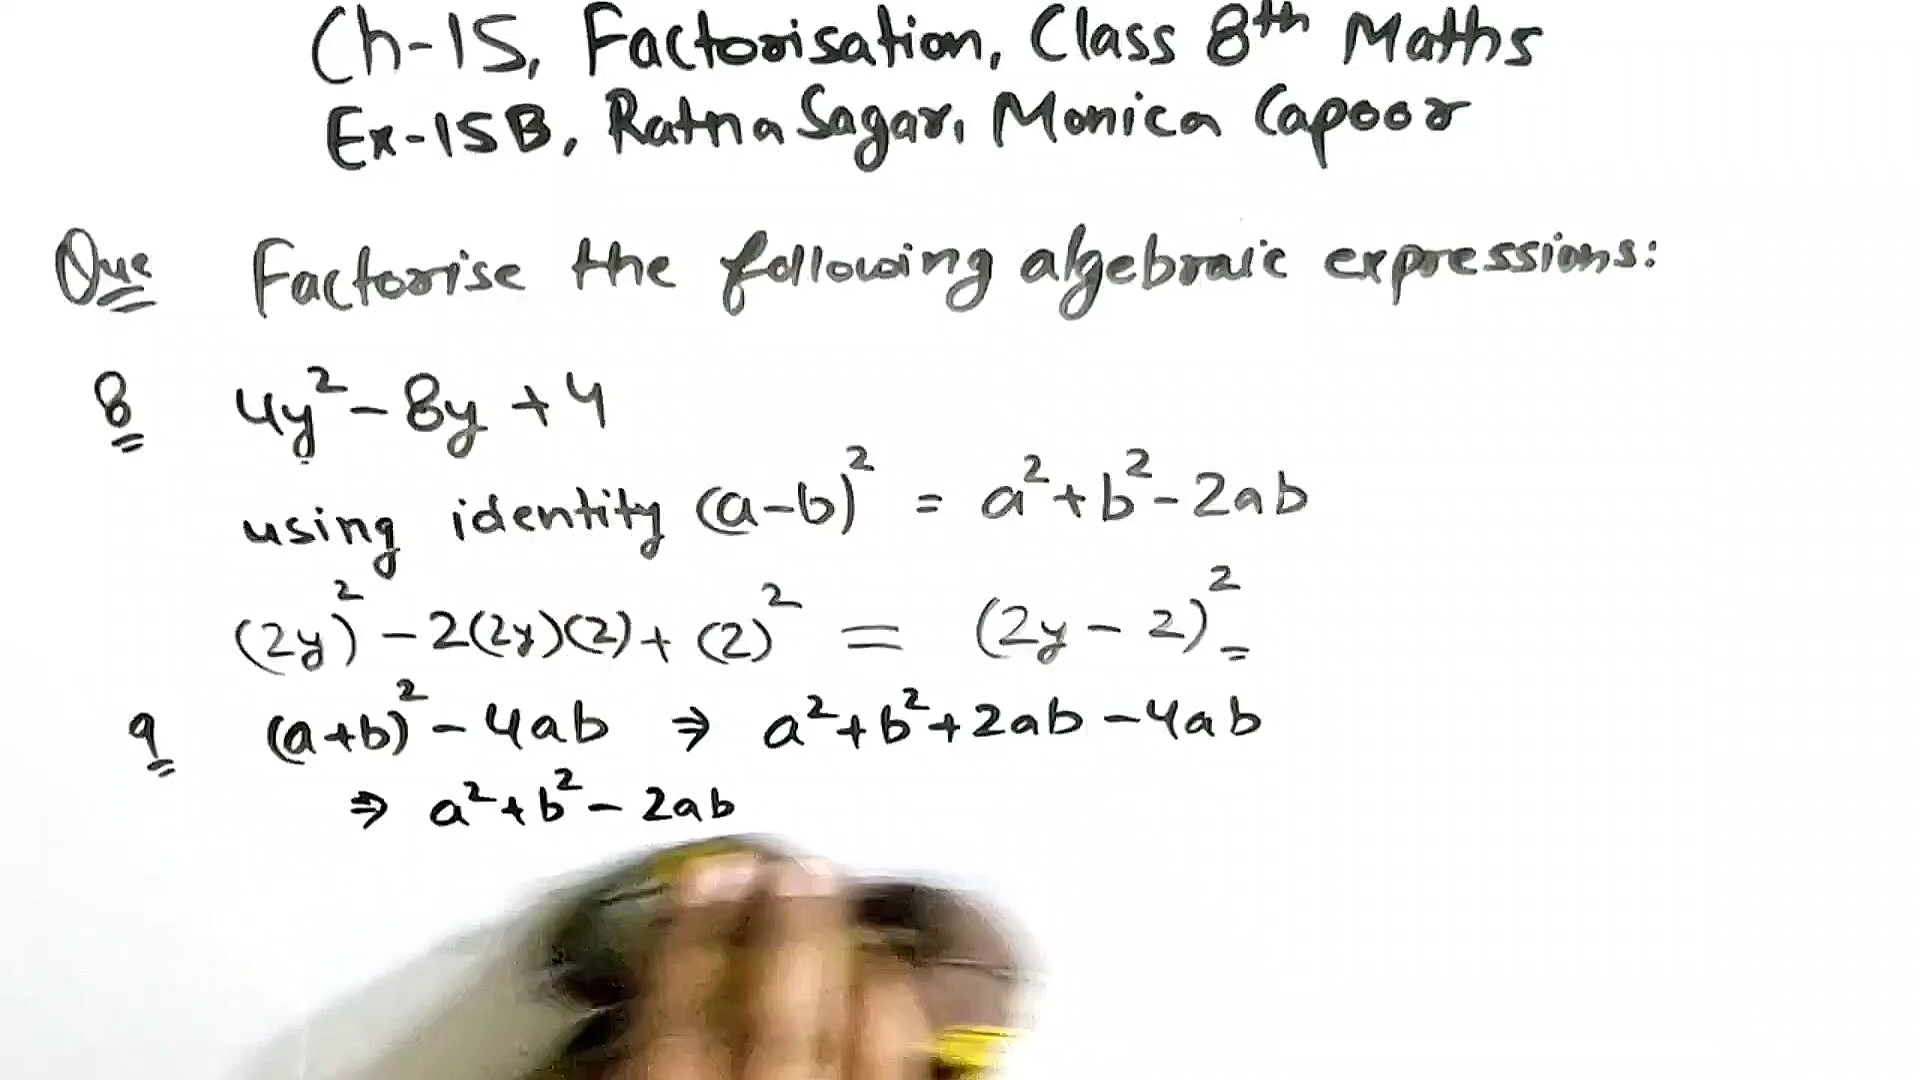 Ch-15, Factorisation, Class 8th Maths
Ex-15B, Ratna Sagar, Monica Capoor
Que Factorise the following algebraic expressions:
8 4y² - 8y + 4
using identity (a-b)² = a² + b² - 2ab
(2y)² - 2(2y)(2) + (2)² = (2y - 2)²
9 (a+b)² - 4ab ⇒ a² + b² + 2ab - 4ab
⇒ a² + b² - 2ab